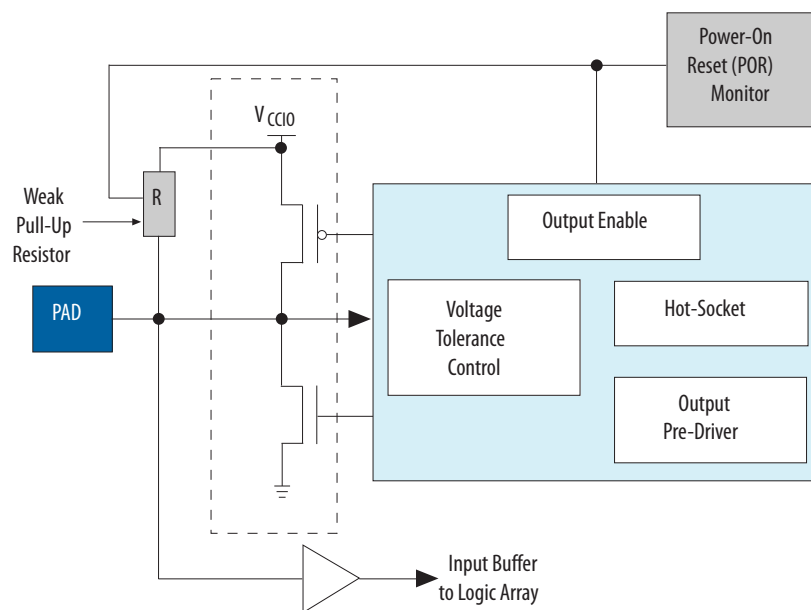 Power-On
Reset (POR)
Monitor
V CCIO
R
Weak
Pull-Up
Resistor
Output Enable
PAD
Voltage
Tolerance
Control
Hot-Socket
Output
Pre-Driver
Input Buffer
to Logic Array